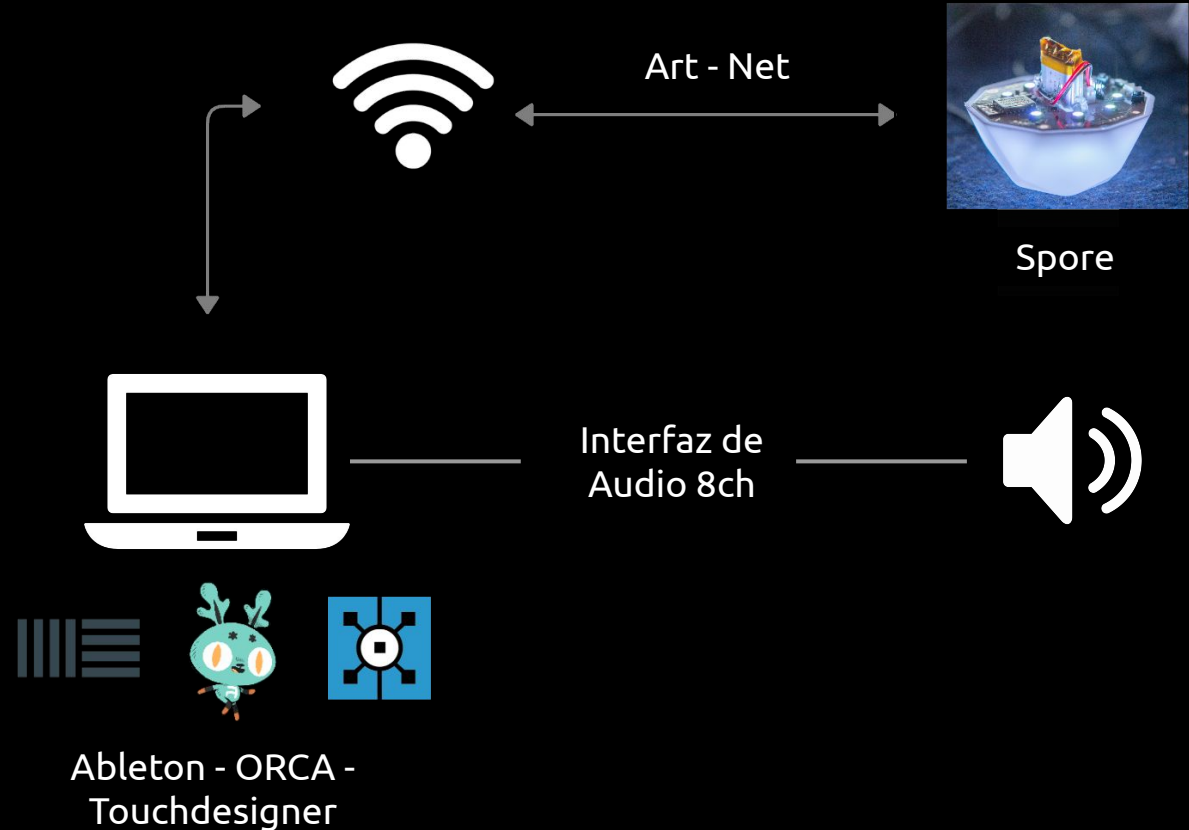 Art - Net
Spore
Interfaz de
Audio 8ch
Ableton - ORCA -
Touchdesigner